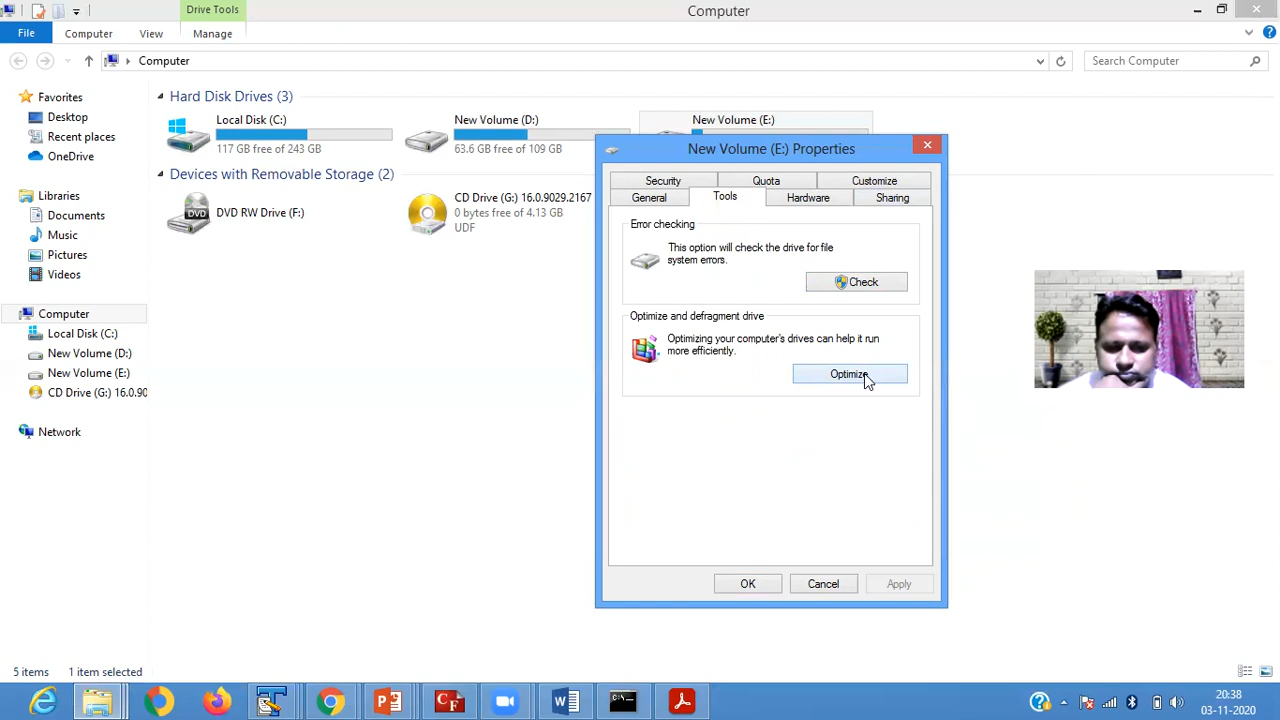 Drive Tools
Computer
File
Computer
View
Manage
Computer
Search Computer
Favorites
Desktop
Recent places
OneDrive
Libraries
Documents
Music
Pictures
Videos
Computer
Local Disk (C:)
New Volume (D:)
New Volume (E:)
CD Drive (G:) 16.0.90
Network
Hard Disk Drives (3)
Local Disk (C:)
117 GB free of 243 GB
New Volume (D:)
63.6 GB free of 109 GB
New Volume (E:)
Devices with Removable Storage (2)
DVD
DVD RW Drive (F:)
CD Drive (G:) 16.0.9029.2167
0 bytes free of 4.13 GB
UDF
New Volume (E:) Properties
Security
Quota
Customize
General
Tools
Hardware
Sharing
Error checking
This option will check the drive for file
system errors.
Check
Optimize and defragment drive
Optimizing your computer's drives can help it run
more efficiently.
Optimize
OK
Cancel
Apply
5 items
1 item selected
20:38
03-11-2020